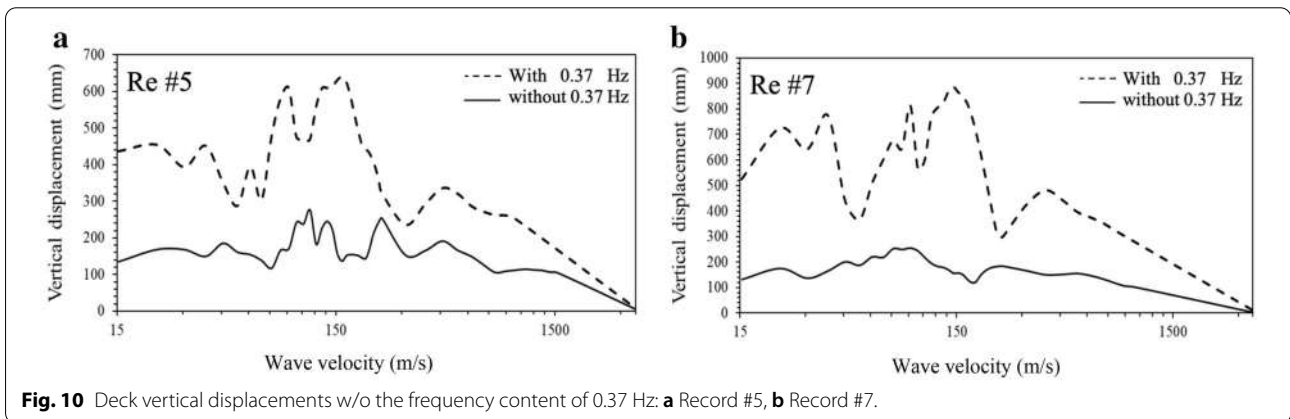 a
700
600
500
400
300
200
100
0
Vertical displacement (mm)
Re #5
With 0.37 Hz
without 0.37 Hz
15
150
1500
Wave velocity (m/s)
b
1000
900
800
700
600
500
400
300
200
100
0
Vertical displacement (mm)
Re #7
With 0.37 Hz
without 0.37 Hz
15
150
1500
Wave velocity (m/s)
Fig. 10 Deck vertical displacements w/o the frequency content of 0.37 Hz: a Record #5, b Record #7.